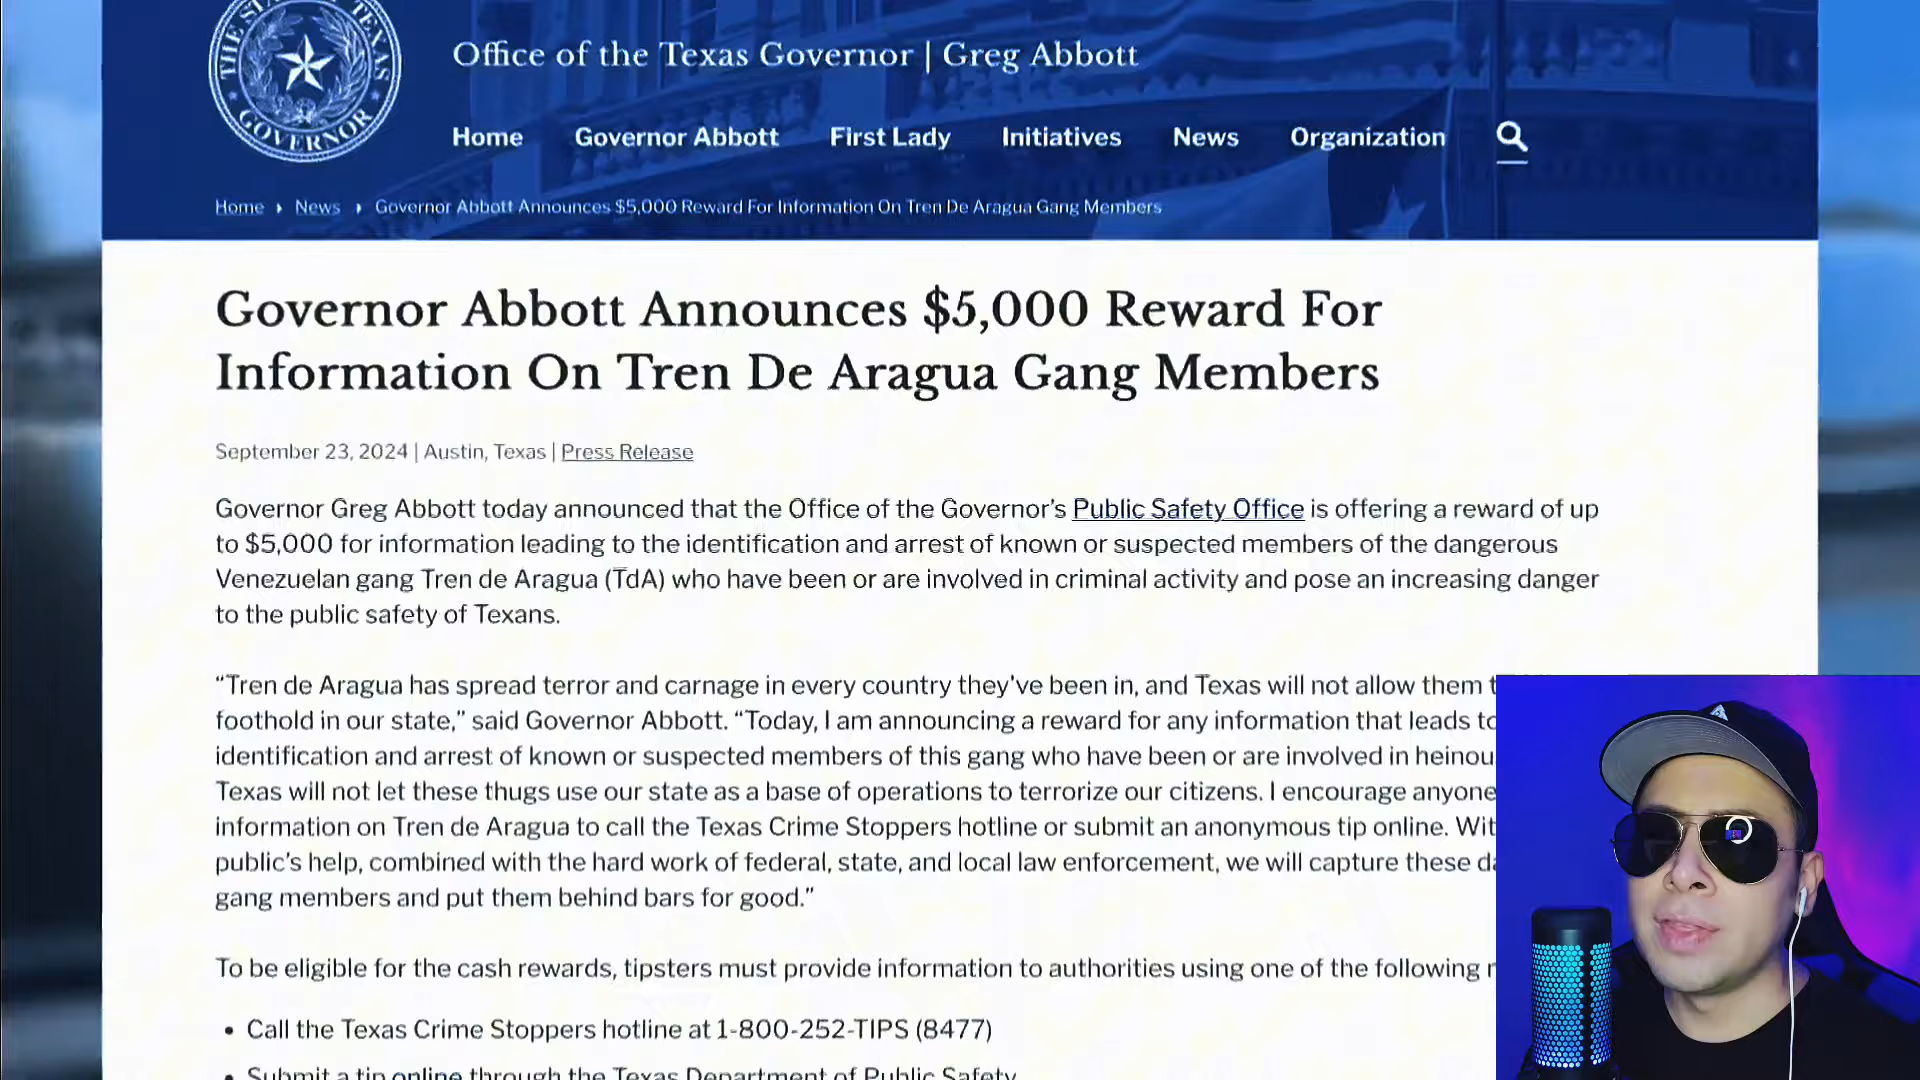 THE STATE OF TEXAS
GOVERNOR
Office of the Texas Governor | Greg Abbott
Home Governor Abbott First Lady Initiatives News Organization
Home News Governor Abbott Announces $5,000 Reward For Information On Tren De Aragua Gang Members
Governor Abbott Announces $5,000 Reward For
Information On Tren De Aragua Gang Members
September 23, 2024 | Austin, Texas | Press Release
Governor Greg Abbott today announced that the Office of the Governor’s Public Safety Office is offering a reward of up
to $5,000 for information leading to the identification and arrest of known or suspected members of the dangerous
Venezuelan gang Tren de Aragua (TdA) who have been or are involved in criminal activity and pose an increasing danger
to the public safety of Texans.
“Tren de Aragua has spread terror and carnage in every country they've been in, and Texas will not allow them
foothold in our state,” said Governor Abbott. “Today, I am announcing a reward for any information that leads to
identification and arrest of known or suspected members of this gang who have been or are involved in
Texas will not let these thugs use our state as a base of operations to terrorize our citizens. I encourage anyone
information on Tren de Aragua to call the Texas Crime Stoppers hotline or submit an anonymous tip online.
public’s help, combined with the hard work of federal, state, and local law enforcement, we will capture these
gang members and put them behind bars for good.”
To be eligible for the cash rewards, tipsters must provide information to authorities using one of the following
• Call the Texas Crime Stoppers hotline at 1-800-252-TIPS (8477)
• Submit a tip online through the Texas Department of Public Safety